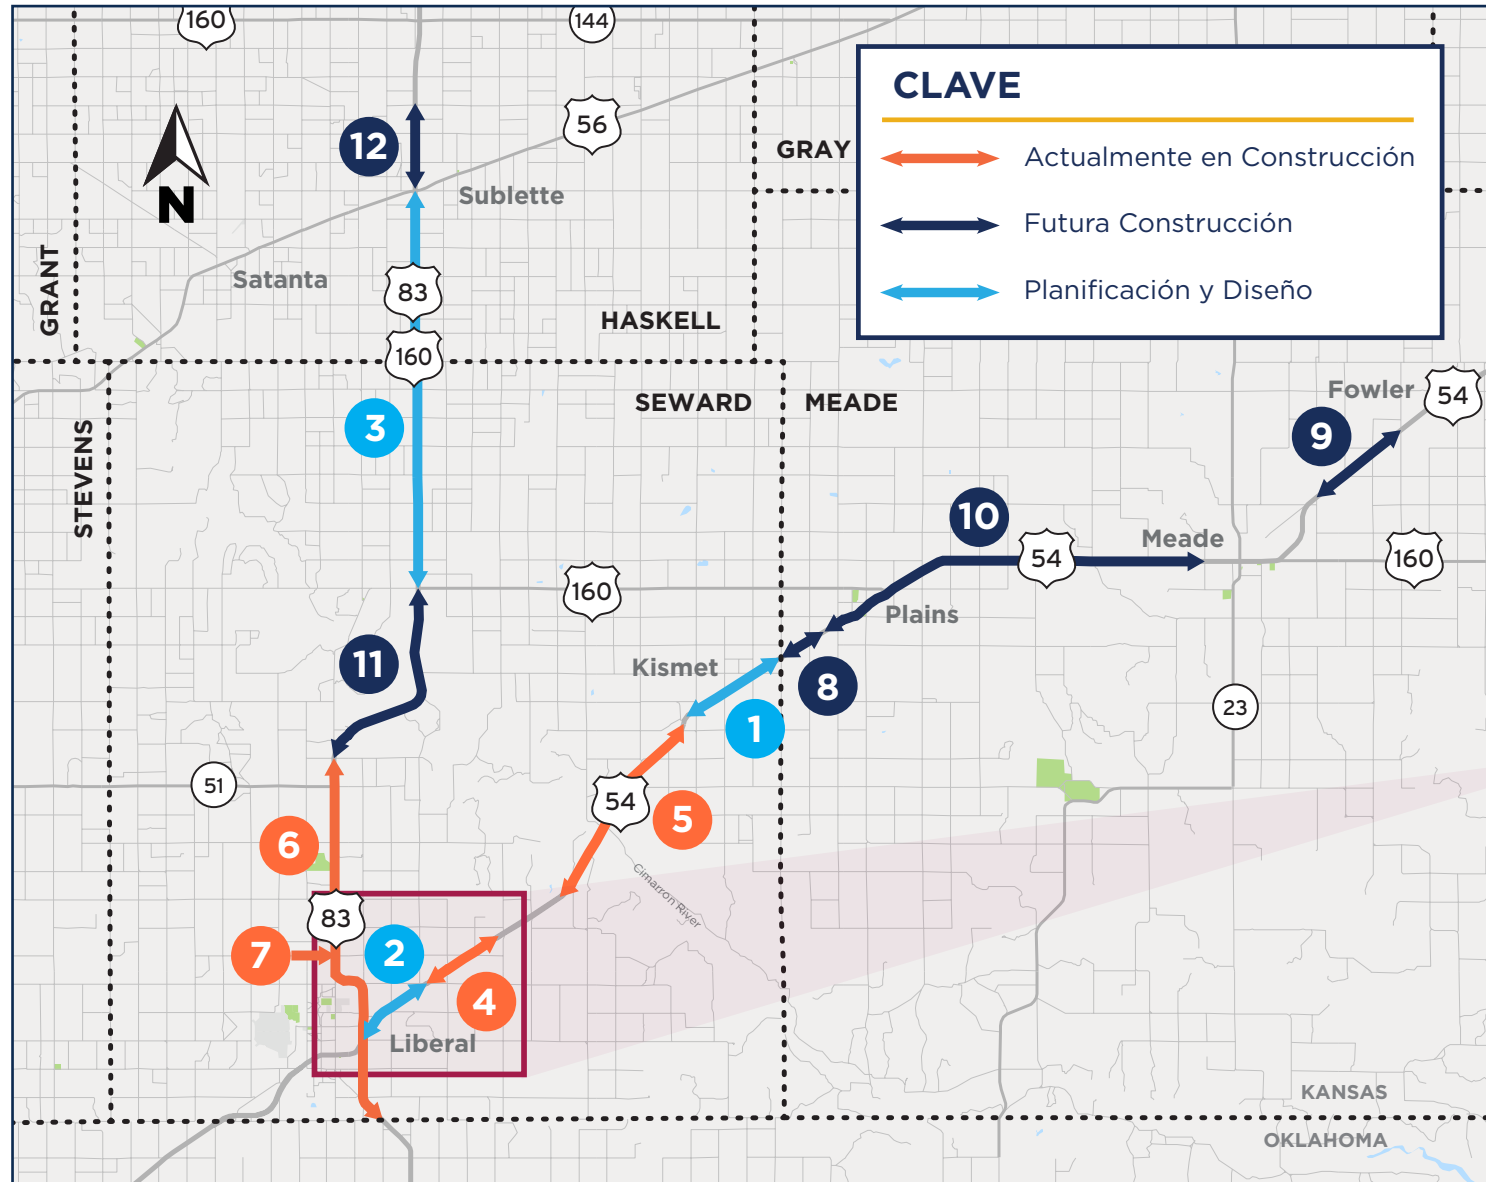 160
144
CLAVE
Actualmente en Construcción
Futura Construcción
Planificación y Diseño
56
12
GRAY
N
Sublette
GRANT
Satanta
83
HASKELL
160
SEWARD
MEADE
Fowler
54
3
STEVENS
9
10
Meade
54
160
160
Plains
11
Kismet
8
1
23
51
54
5
6
Cimarron River
83
7
2
4
Liberal
KANSAS
OKLAHOMA